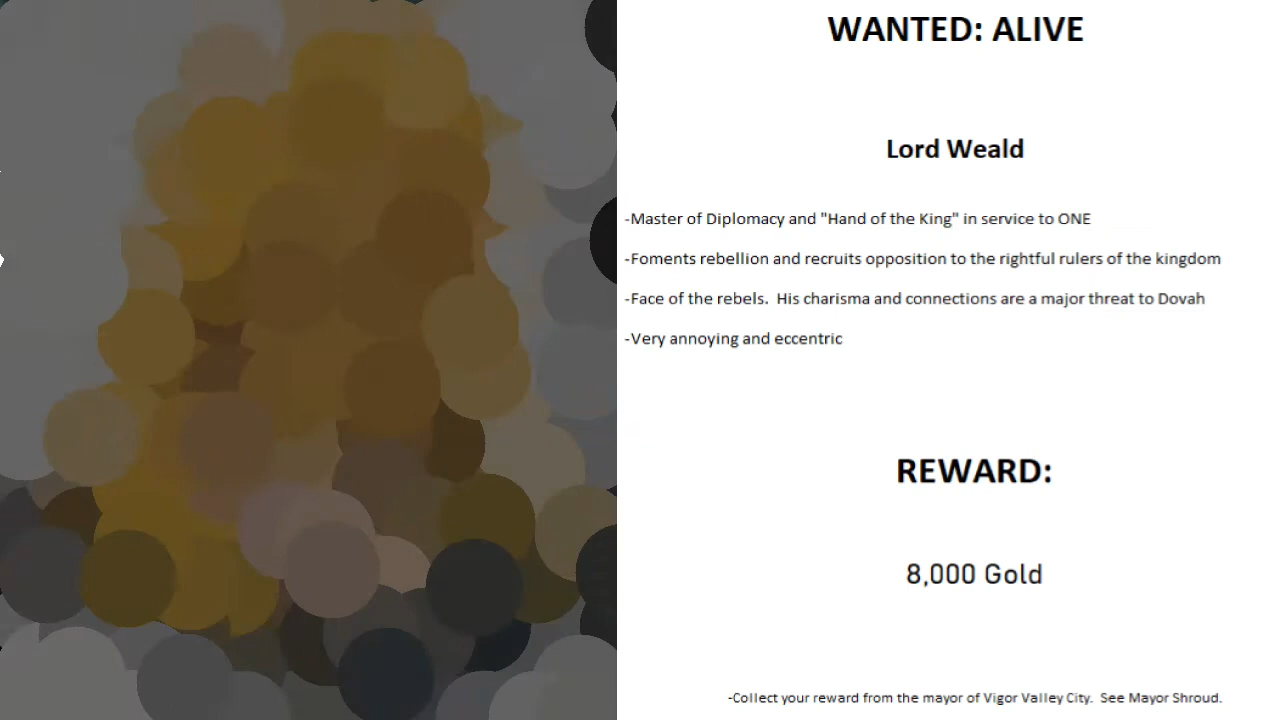 WANTED: ALIVE
Lord Weald
-Master of Diplomacy and "Hand of the King" in service to ONE
-Foments rebellion and recruits opposition to the rightful rulers of the kingdom
-Face of the rebels.  His charisma and connections are a major threat to Dovah
-Very annoying and eccentric
REWARD:
8,000 Gold
-Collect your reward from the mayor of Vigor Valley City.  See Mayor Shroud.